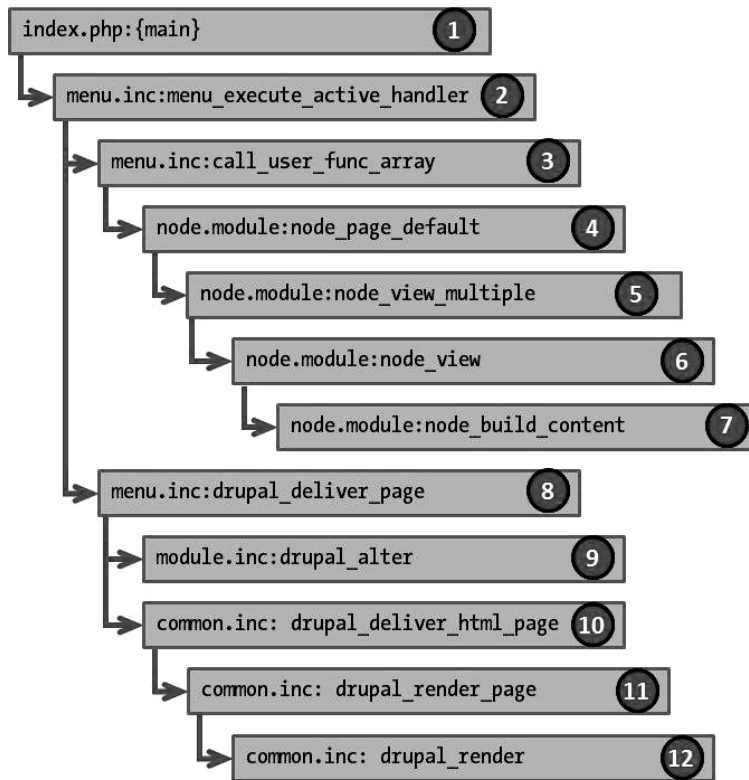 index.php:{main} 1
menu.inc:menu_execute_active_handler 2
menu.inc:call_user_func_array 3
node.module:node_page_default 4
node.module:node_view_multiple 5
node.module:node_view 6
node.module:node_build_content 7
menu.inc:drupal_deliver_page 8
module.inc:drupal_alter 9
common.inc: drupal_deliver_html_page 10
common.inc: drupal_render_page 11
common.inc: drupal_render 12